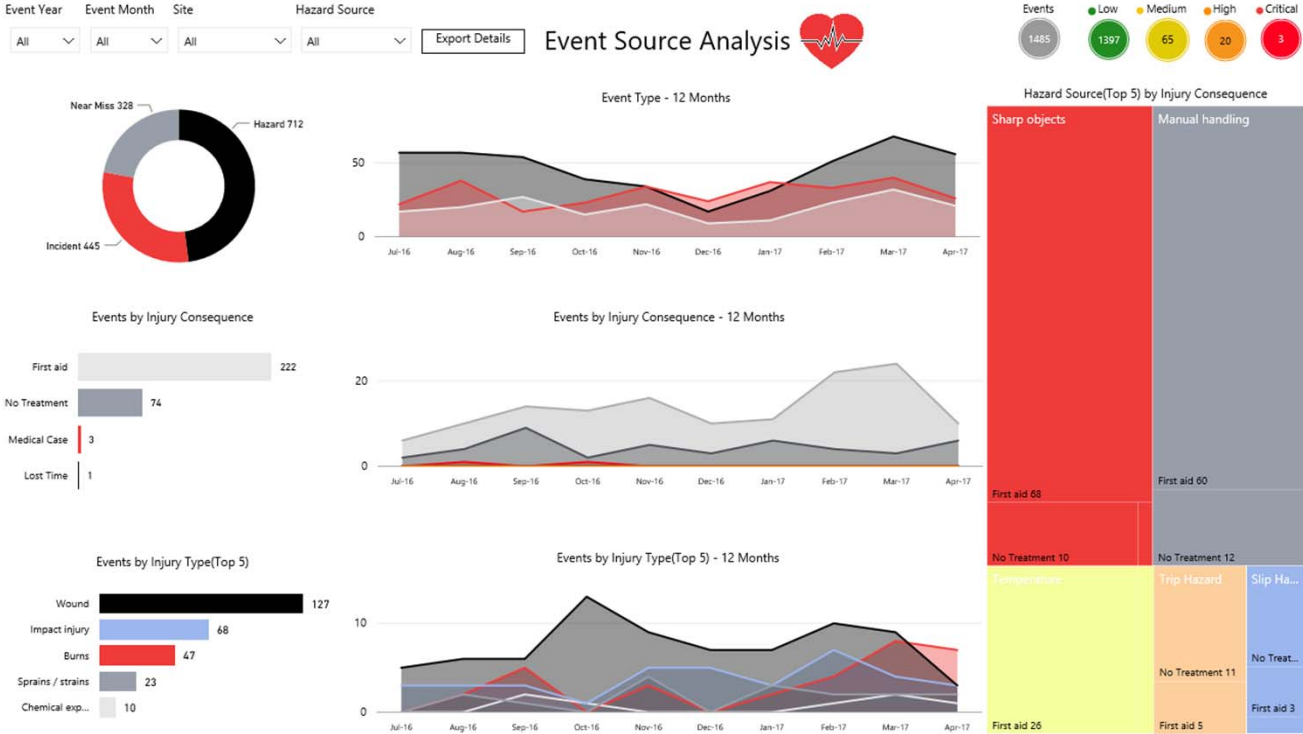 Event Year Event Month Site Hazard Source
All All All All Export Details
Event Source Analysis
Events Low Medium High Critical
1485 1397 65 20 3
Near Miss 328
Hazard 712
Incident 445
Event Type - 12 Months
50
0
Jul-16 Aug-16 Sep-16 Oct-16 Nov-16 Dec-16 Jan-17 Feb-17 Mar-17 Apr-17
Hazard Source(Top 5) by Injury Consequence
Sharp objects
First aid 68
No Treatment 10
Manual handling
First aid 60
No Treatment 12
Temperature
First aid 26
Trip Hazard
No Treatment 11
First aid 5
Slip Ha...
No Treat...
First aid 3
Events by Injury Consequence
First aid 222
No Treatment 74
Medical Case 3
Lost Time 1
Events by Injury Consequence - 12 Months
20
0
Jul-16 Aug-16 Sep-16 Oct-16 Nov-16 Dec-16 Jan-17 Feb-17 Mar-17 Apr-17
Events by Injury Type(Top 5)
Wound 127
Impact injury 68
Burns 47
Sprains / strains 23
Chemical exp... 10
Events by Injury Type(Top 5) - 12 Months
10
0
Jul-16 Aug-16 Sep-16 Oct-16 Nov-16 Dec-16 Jan-17 Feb-17 Mar-17 Apr-17